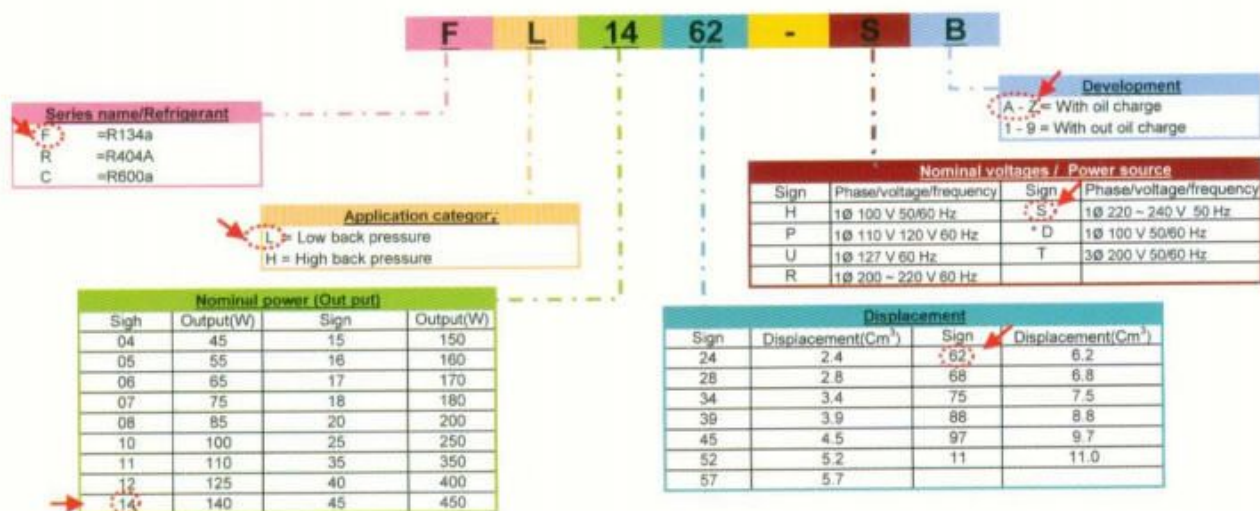 F L 14 62 - S B
Series name/Refrigerant
F =R134a
R =R404A
C =R600a
Application category:
L = Low back pressure
H = High back pressure
Nominal power (Out put)
Sigh Output(W) Sign Output(W)
04 45 15 150
05 55 16 160
06 65 17 170
07 75 18 180
08 85 20 200
10 100 25 250
11 110 35 350
12 125 40 400
14 140 45 450
Development
A - Z = With oil charge
1 - 9 = With out oil charge
Nominal voltages / Power source
Sign Phase/voltage/frequency Sign Phase/voltage/frequency
H 1Ø 100 V 50/60 Hz S 1Ø 220 ~ 240 V 50 Hz
P 1Ø 110 V 120 V 60 Hz * D 1Ø 100 V 50/60 Hz
U 1Ø 127 V 60 Hz T 3Ø 200 V 50/60 Hz
R 1Ø 200 ~ 220 V 60 Hz
Displacement
Sign Displacement(Cm³) Sign Displacement(Cm³)
24 2.4 62 6.2
28 2.8 68 6.8
34 3.4 75 7.5
39 3.9 88 8.8
45 4.5 97 9.7
52 5.2 11 11.0
57 5.7